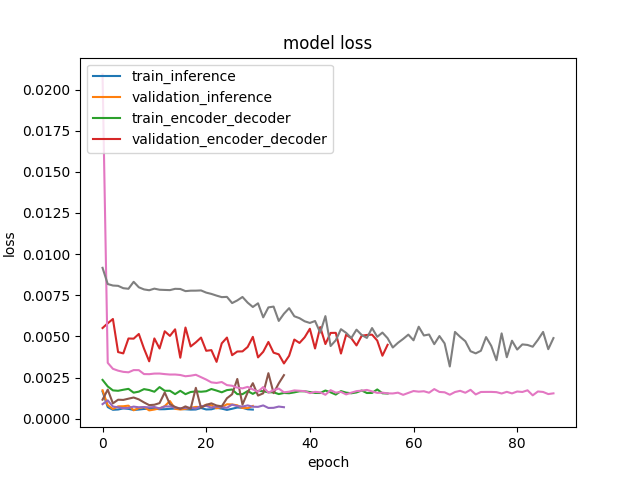 model loss
train_inference
validation_inference
train_encoder_decoder
validation_encoder_decoder
loss
0.0200
0.0175
0.0150
0.0125
0.0100
0.0075
0.0050
0.0025
0.0000
0 20 40 60 80
epoch